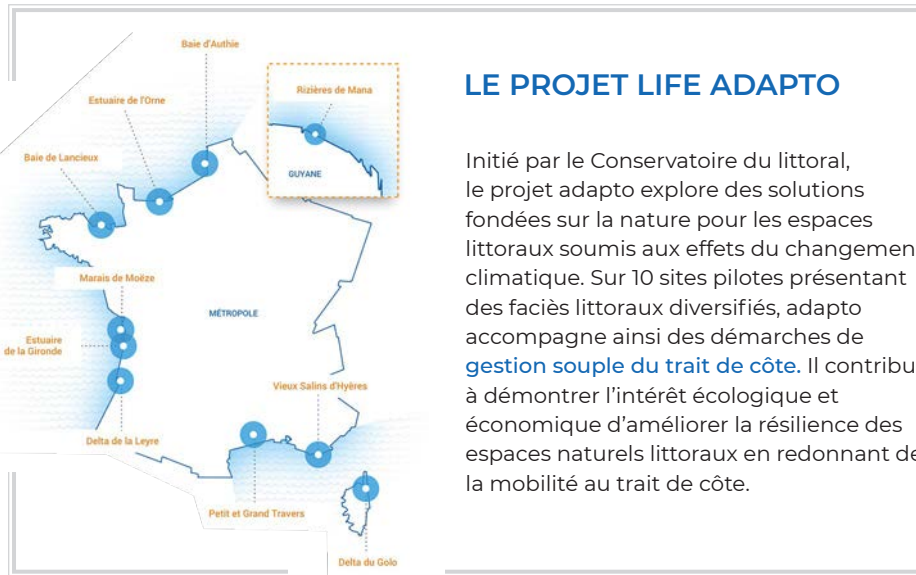 Baie d'Authie
Estuaire de l'Orne
Rizières de Mana
Baie de Lancieux
GUYANE
Marais de Moëze
MÉTROPOLE
Estuaire
de la Gironde
Vieux Salins d'Hyères
Delta de la Leyre
Petit et Grand Travers
Delta du Golo
LE PROJET LIFE ADAPTO
Initié par le Conservatoire du littoral,
le projet adapto explore des solutions
fondées sur la nature pour les espaces
littoraux soumis aux effets du changemen
climatique. Sur 10 sites pilotes présentant
des faciès littoraux diversifiés, adapto
accompagne ainsi des démarches de
gestion souple du trait de côte. Il contribu
à démontrer l'intérêt écologique et
économique d'améliorer la résilience des
espaces naturels littoraux en redonnant de
la mobilité au trait de côte.